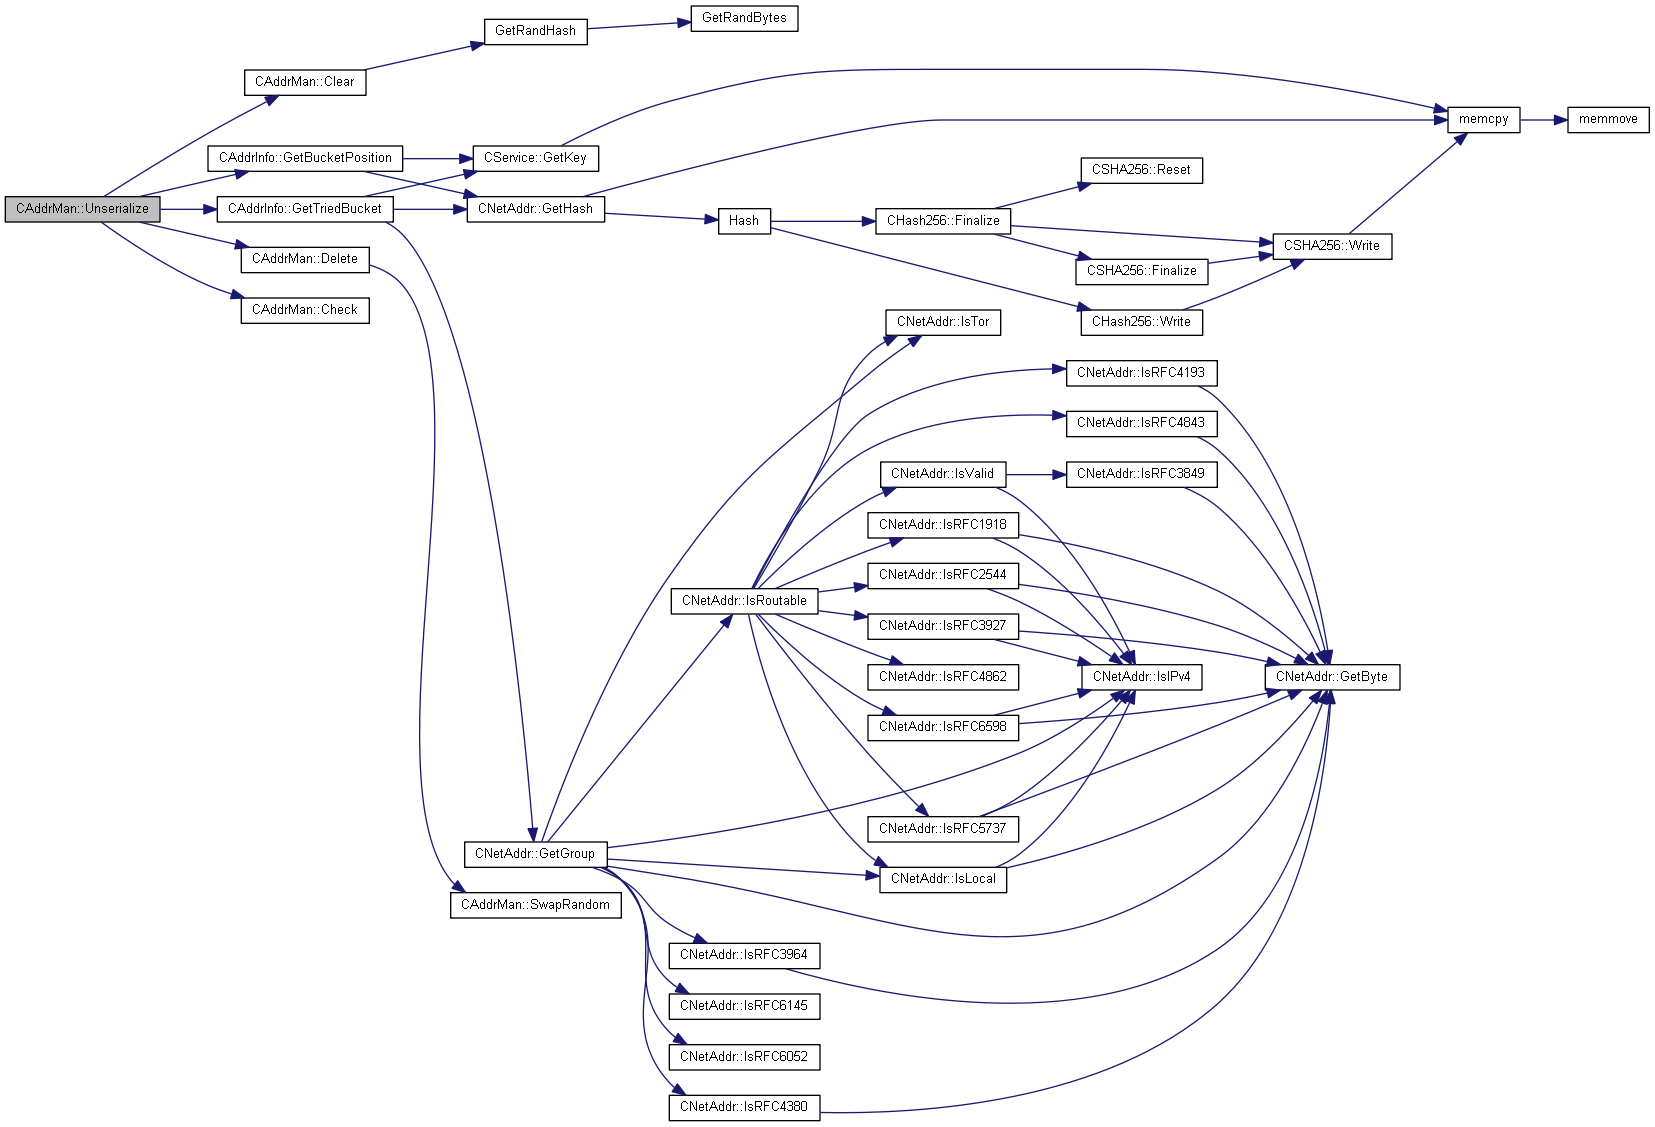 GetRandBytes
GetRandHash
CAddrMan::Clear
memcpy
memmove
CAddrInfo::GetBucketPosition
CService::GetKey
CSHA256::Reset
CAddrMan::Unserialize
CAddrInfo::GetTriedBucket
CNetAddr::GetHash
Hash
CHash256::Finalize
CSHA256::Write
CAddrMan::Delete
CSHA256::Finalize
CAddrMan::Check
CNetAddr::IsTor
CHash256::Write
CNetAddr::IsRFC4193
CNetAddr::IsRFC4843
CNetAddr::IsValid
CNetAddr::IsRFC3849
CNetAddr::IsRFC1918
CNetAddr::IsRFC2544
CNetAddr::IsRoutable
CNetAddr::IsRFC3927
CNetAddr::IsRFC4862
CNetAddr::IsIPv4
CNetAddr::GetByte
CNetAddr::IsRFC6598
CNetAddr::IsRFC5737
CNetAddr::GetGroup
CNetAddr::IsLocal
CAddrMan::SwapRandom
CNetAddr::IsRFC3964
CNetAddr::IsRFC6145
CNetAddr::IsRFC6052
CNetAddr::IsRFC4380